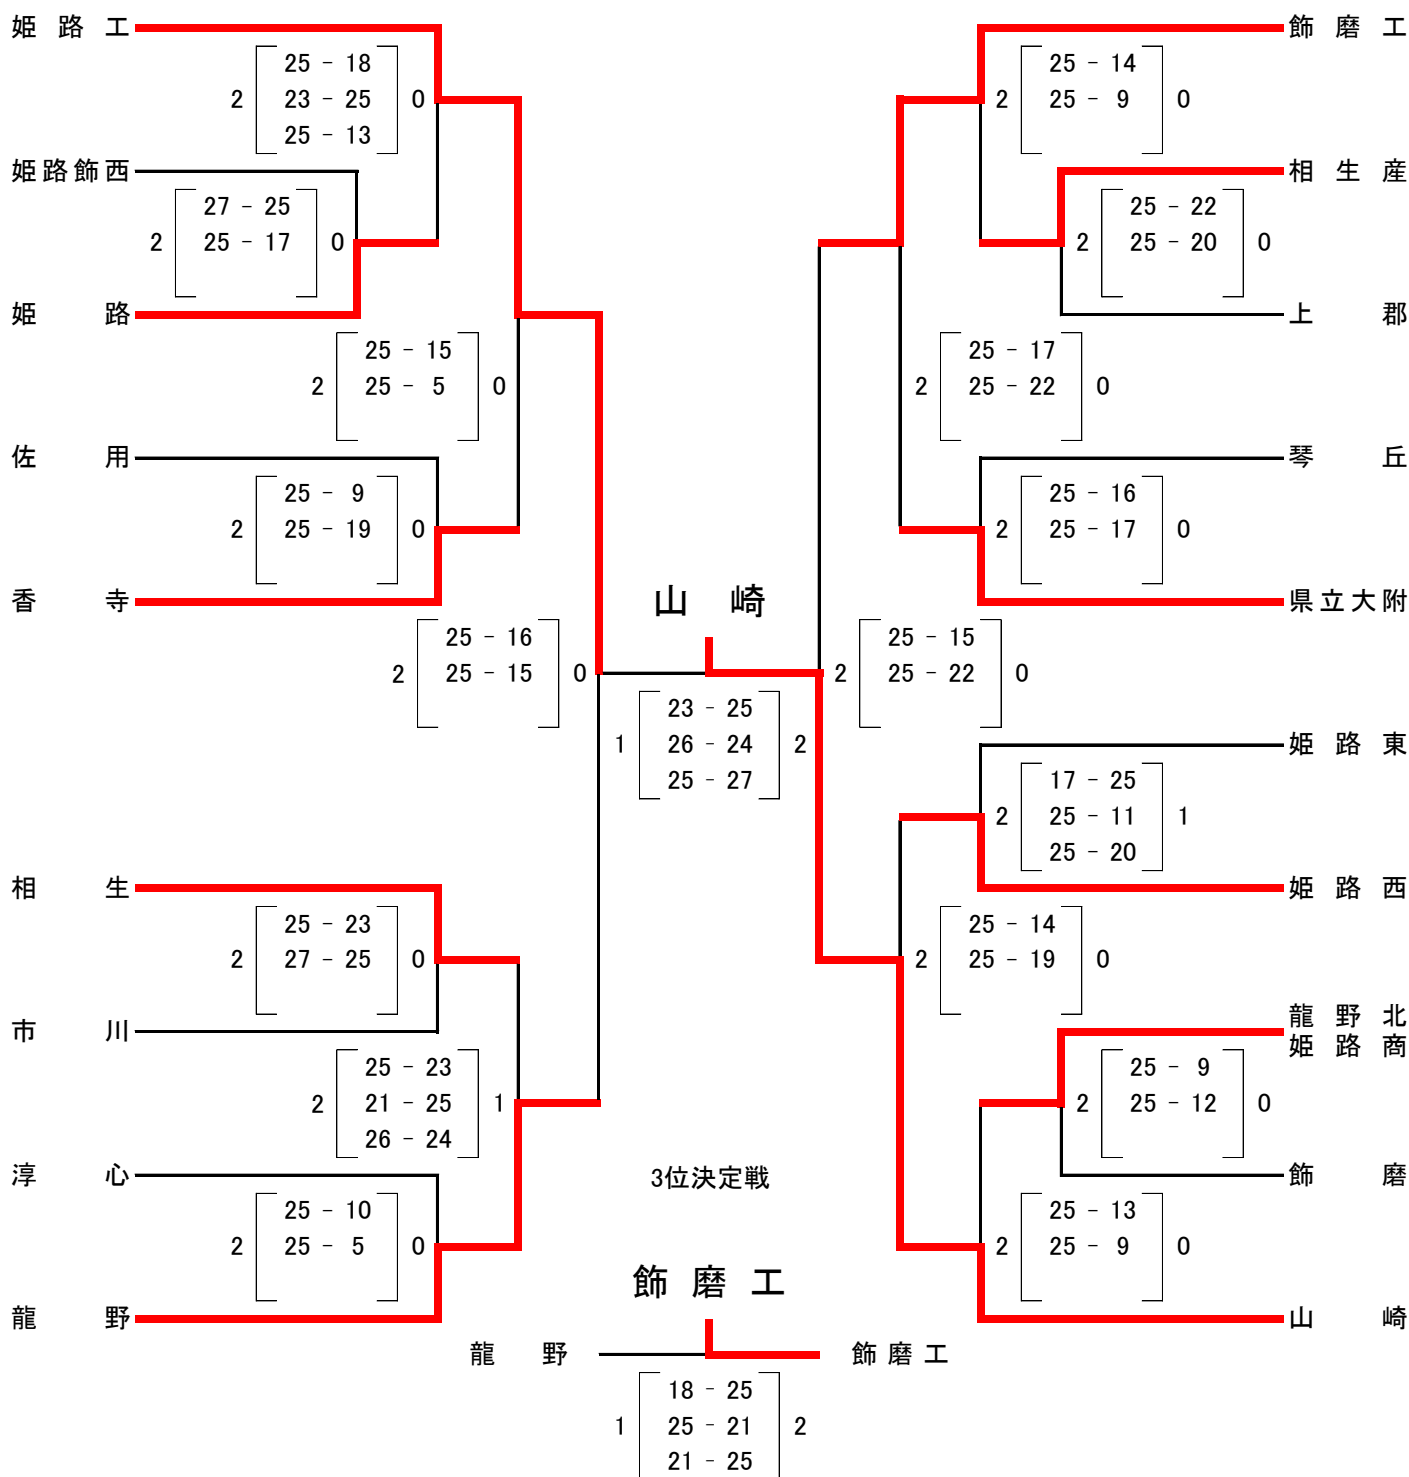 姫路工
2 25 - 18 0
23 - 25
25 - 13
姫路飾西
2 27 - 25 0
25 - 17
姫路
2 25 - 15 0
25 - 5
佐用
2 25 - 9 0
25 - 19
香寺
2 25 - 16 0
25 - 15
相生
2 25 - 23 0
27 - 25
市川
2 25 - 23 1
21 - 25
26 - 24
淳心
2 25 - 10 0
25 - 5
龍野
山崎
1 23 - 25 2
26 - 24
25 - 27
3位決定戦
飾磨工
龍野 飾磨工
1 18 - 25 2
25 - 21
21 - 25
飾磨工
2 25 - 14 0
25 - 9
相生産
2 25 - 22 0
25 - 20
上郡
2 25 - 17 0
25 - 22
琴丘
2 25 - 16 0
25 - 17
県立大附
2 25 - 15 0
25 - 22
姫路東
2 17 - 25 1
25 - 11
25 - 20
姫路西
2 25 - 14 0
25 - 19
龍野北
姫路商
2 25 - 9 0
25 - 12
飾磨
2 25 - 13 0
25 - 9
山崎